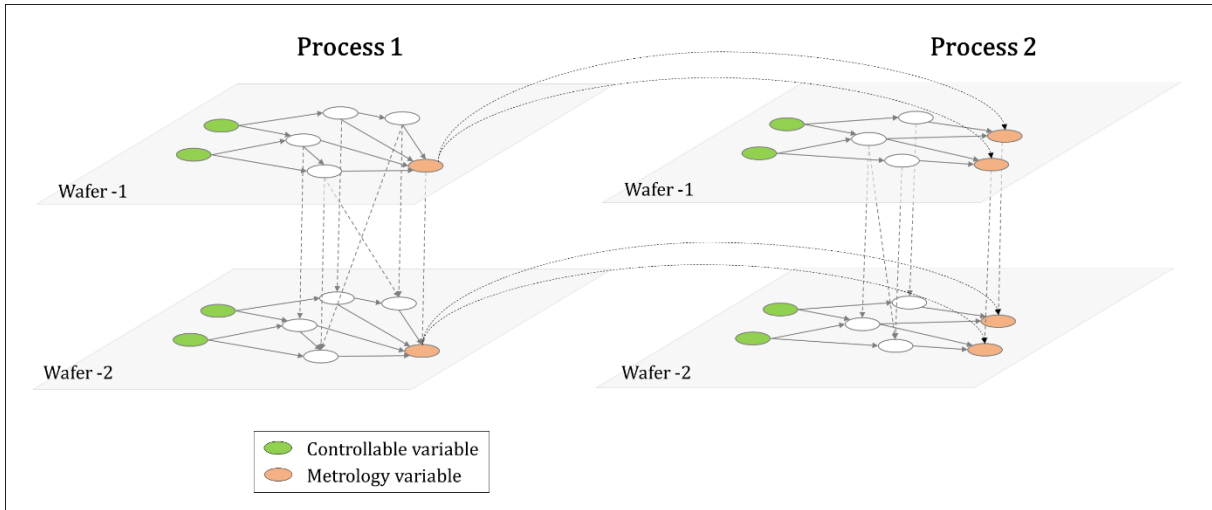 Process 1
Process 2
Wafer -1
Wafer -1
Wafer -2
Wafer -2
Controllable variable
Metrology variable